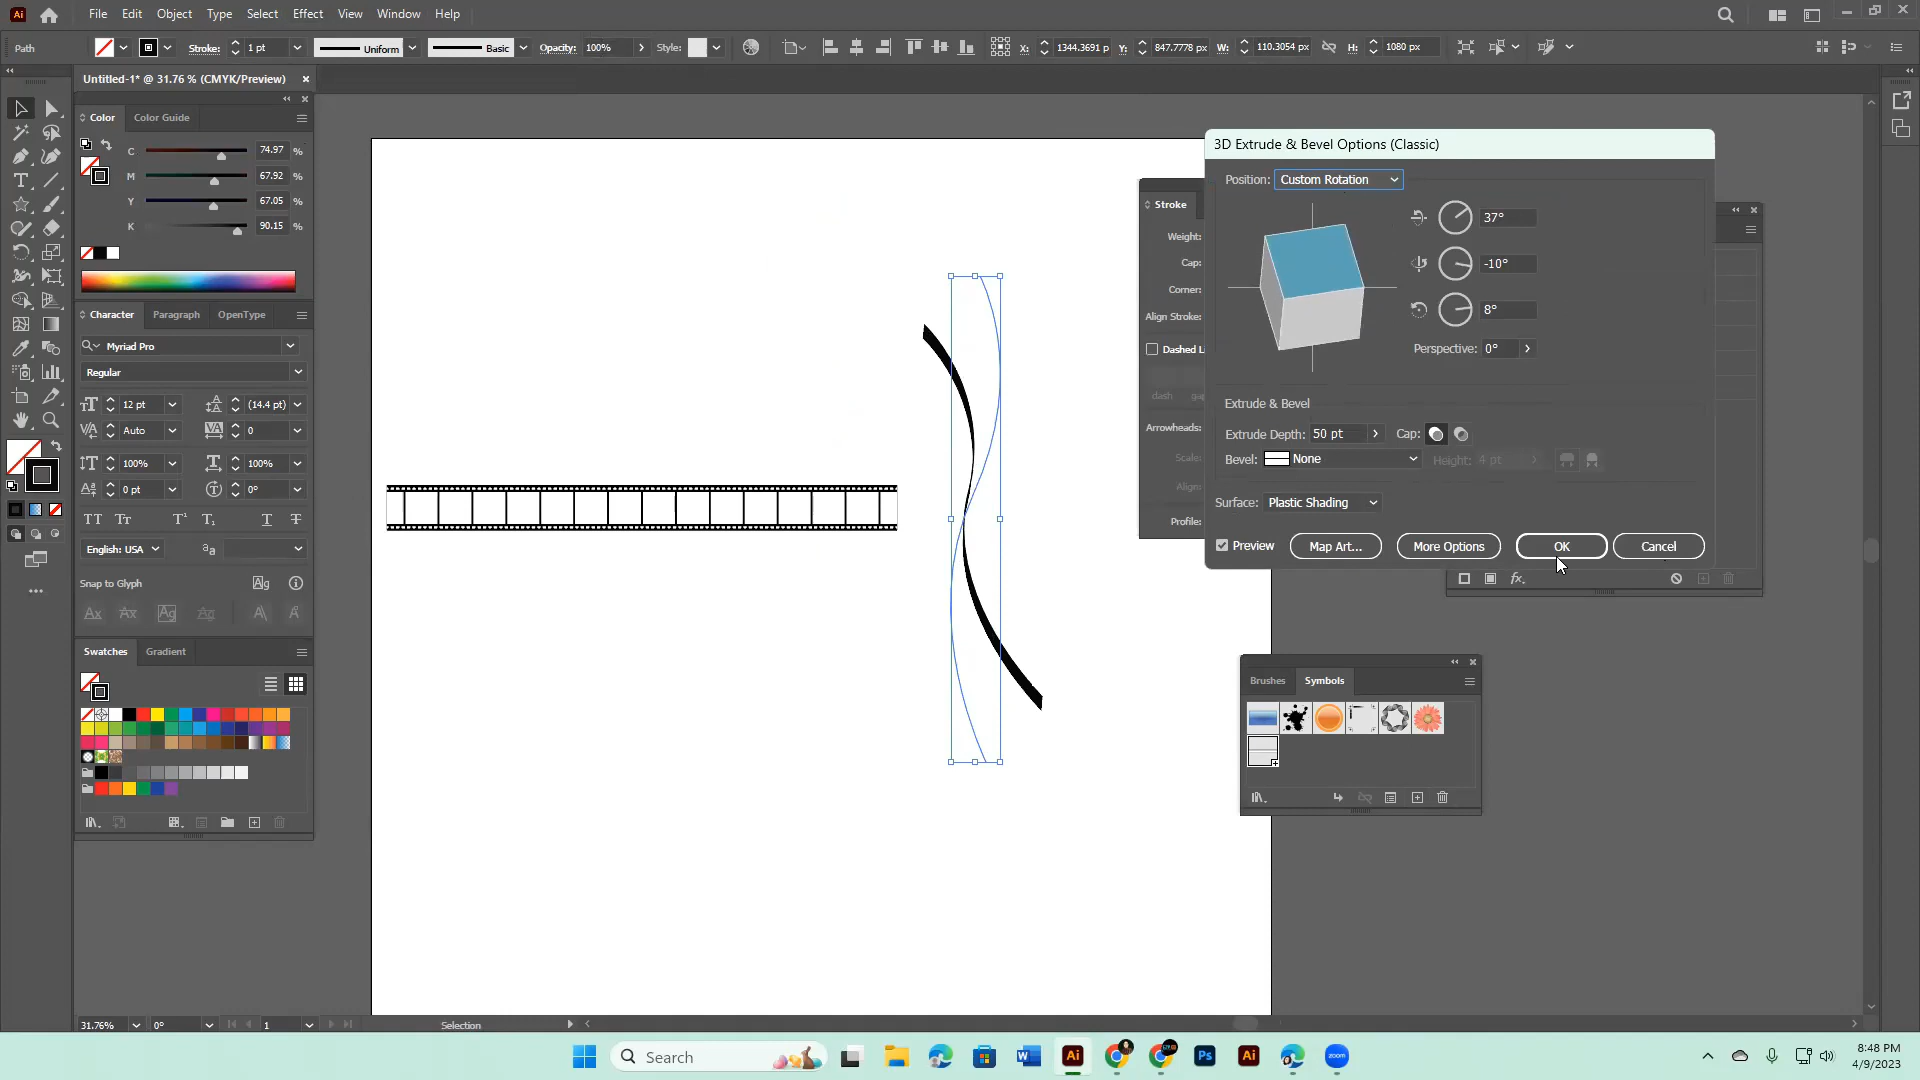 Ai File Edit Object Type Select Effect View Window Help
Path Stroke: 1 pt Uniform Basic Opacity: 100% Style: X: 1344.3691 p Y: 847.7778 px W: 110.3054 px H: 1080 px
Untitled-1* @ 31.76 % (CMYK/Preview)
Color Color Guide
C 74.97 %
M 67.92 %
Y 67.05 %
K 90.15 %
Character Paragraph OpenType
Myriad Pro
Regular
12 pt (14.4 pt)
Auto 0
100% 100%
0 pt 0°
English: USA
Snap to Glyph
Swatches Gradient
31.76% 0° 1 Selection
Stroke
Weight:
Cap:
Corner:
Align Stroke:
Dashed Li
dash gap
Arrowheads:
Scale:
Align:
Profile:
3D Extrude & Bevel Options (Classic)
Position: Custom Rotation
37°
-10°
8°
Perspective: 0°
Extrude & Bevel
Extrude Depth: 50 pt Cap:
Bevel: None Height: 4 pt
Surface: Plastic Shading
Preview Map Art... More Options OK Cancel
fx.
Brushes Symbols
Search
8:48 PM
4/9/2023